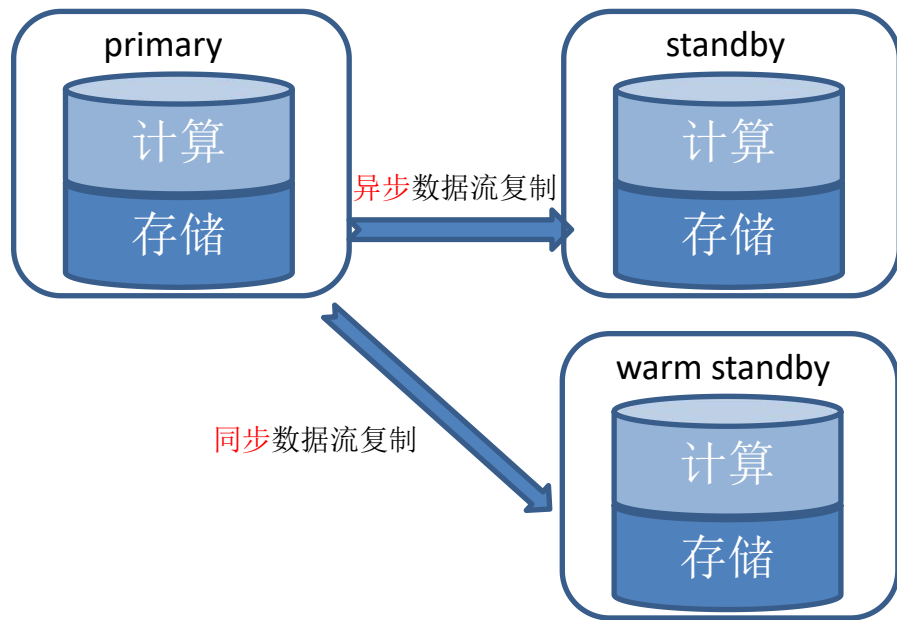 primary
计算
存储
异步数据流复制
standby
计算
存储
同步数据流复制
warm standby
计算
存储